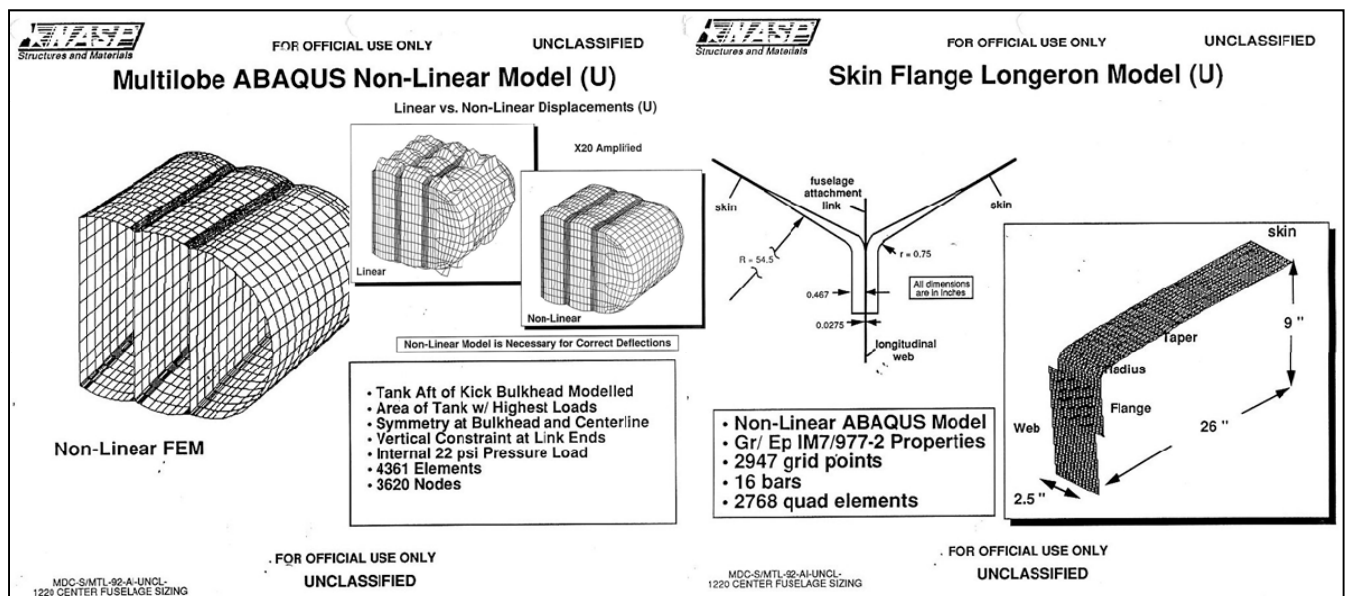 NASP
Structures and Materials
FOR OFFICIAL USE ONLY
UNCLASSIFIED
Multilobe ABAQUS Non-Linear Model (U)
Linear vs. Non-Linear Displacements (U)
X20 Amplified
Linear
Non-Linear
Non-Linear Model is Necessary for Correct Deflections
Non-Linear FEM
• Tank Aft of Kick Bulkhead Modelled
• Area of Tank w/ Highest Loads
• Symmetry at Bulkhead and Centerline
• Vertical Constraint at Link Ends
• Internal 22 psi Pressure Load
• 4361 Elements
• 3620 Nodes
FOR OFFICIAL USE ONLY
UNCLASSIFIED
MDC-S/MTL-92-AI-UNCL-
1220 CENTER FUSELAGE SIZING
NASP
Structures and Materials
FOR OFFICIAL USE ONLY
UNCLASSIFIED
Skin Flange Longeron Model (U)
fuselage
attachment
link
skin
skin
R = 54.5
r = 0.75
All dimensions
are in inches
0.467
0.0275
longitudinal
web
skin
9 "
Taper
Radius
Flange
Web
26 "
2.5 "
• Non-Linear ABAQUS Model
• Gr/ Ep IM7/977-2 Properties
• 2947 grid points
• 16 bars
• 2768 quad elements
FOR OFFICIAL USE ONLY
UNCLASSIFIED
MDC-S/MTL-92-AI-UNCL-
1220 CENTER FUSELAGE SIZING